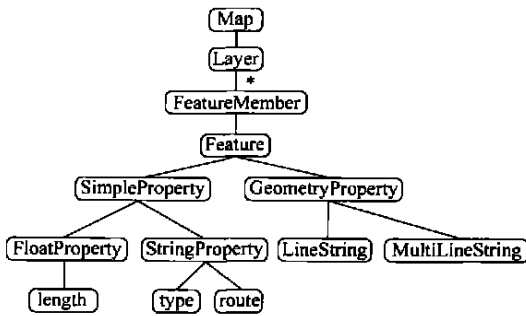 Map
Layer
*
FeatureMember
Feature
SimpleProperty GeometryProperty
FloatProperty StringProperty LineString MultiLineString
length type route